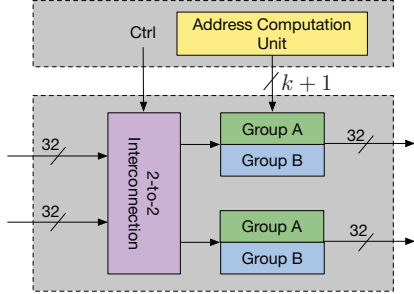 Ctrl
Address Computation
Unit
k + 1
32
32
2-to-2
Interconnection
Group A
Group B
32
Group A
Group B
32